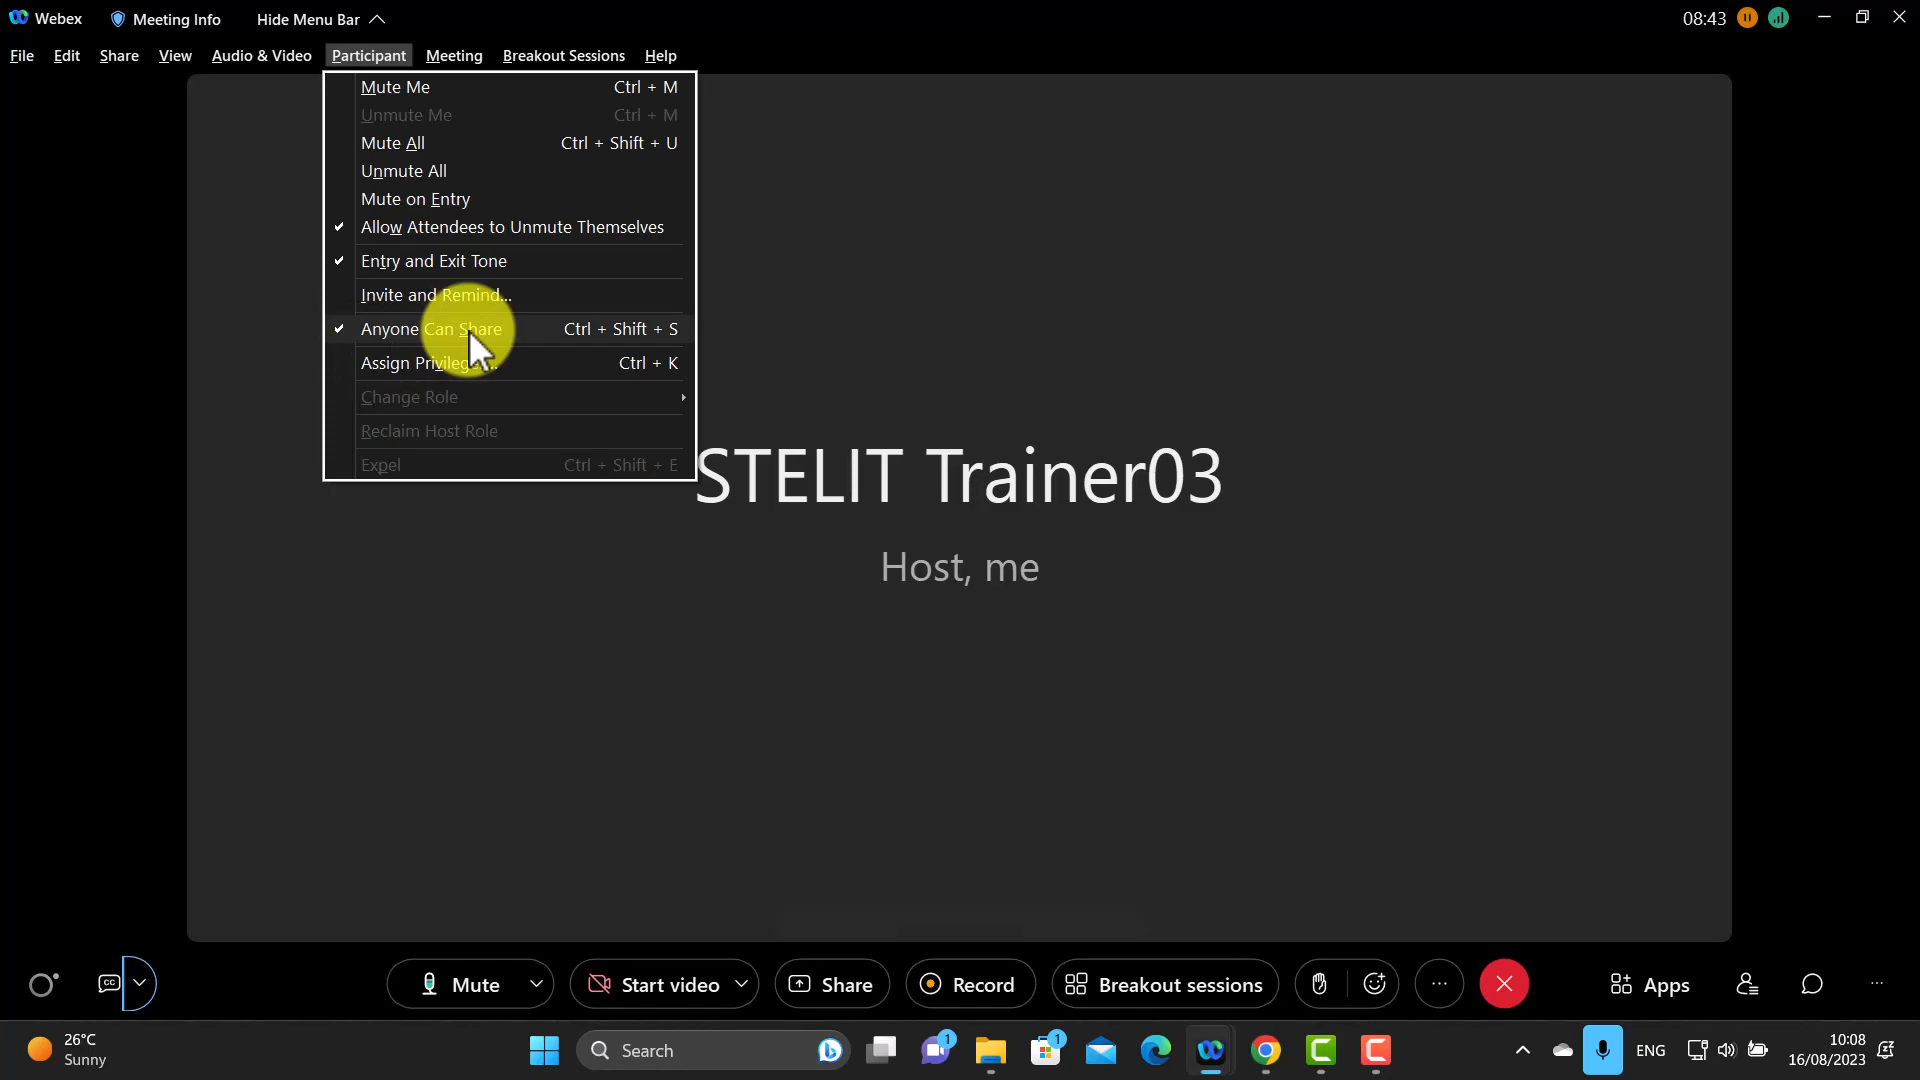 Webex Meeting Info Hide Menu Bar 08:43
File Edit Share View Audio & Video Participant Meeting Breakout Sessions Help
Mute Me Ctrl + M
Unmute Me Ctrl + M
Mute All Ctrl + Shift + U
Unmute All
Mute on Entry
Allow Attendees to Unmute Themselves
Entry and Exit Tone
Invite and Remind...
Anyone Can Share Ctrl + Shift + S
Assign Ctrl + K
Change Role
Reclaim Host Role
Expel Ctrl + Shift + E
STELIT Trainer03
Host, me
CC Mute Start video Share Record Breakout sessions ... Apps ...
26°C
Sunny
Search
1
1
ENG
10:08
16/08/2023